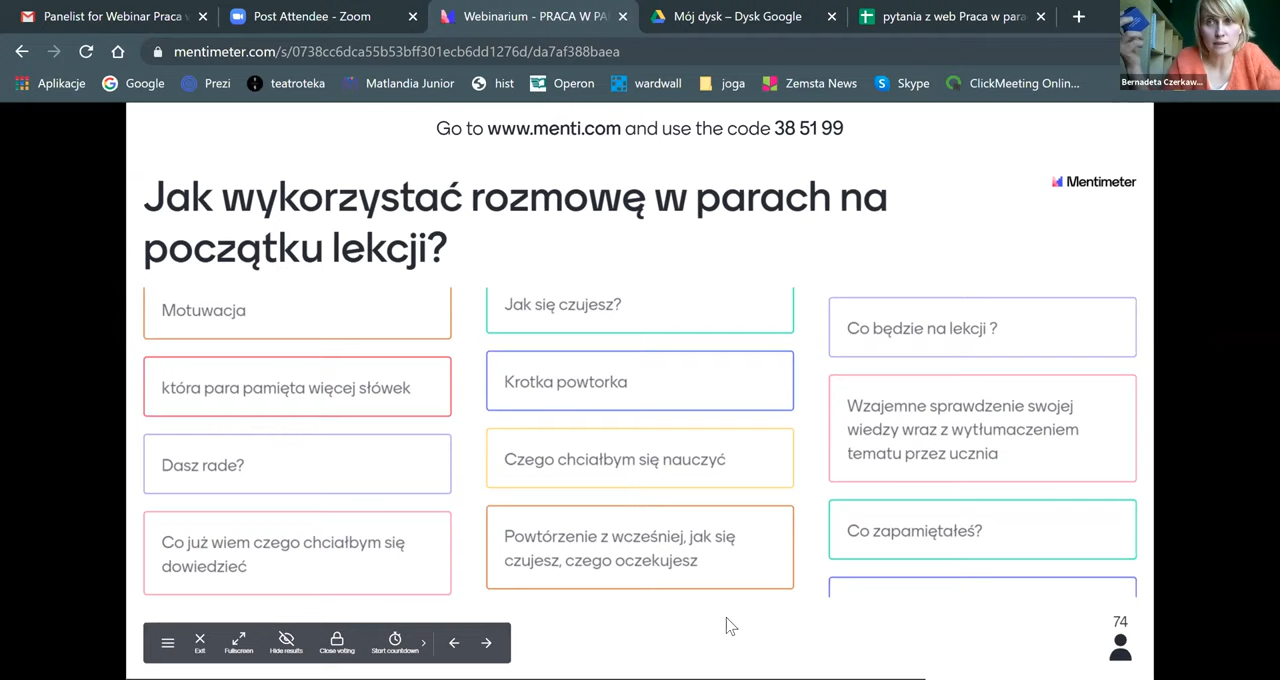 Panelist for Webinar Praca w
Post Attendee - Zoom
Webinarium - PRACA W PA
Mój dysk – Dysk Google
pytania z web Praca w para
mentimeter.com/s/0738cc6dca55b53bff301ecb6dd1276d/da7af388baea
Aplikacje
Google
Prezi
teatroteka
Matlandia Junior
hist
Operon
wardwall
joga
Zemsta News
Skype
ClickMeeting Onlin...
Bernadeta Czerkaw...
Go to www.menti.com and use the code 38 51 99
Mentimeter
Jak wykorzystać rozmowę w parach na
początku lekcji?
Motuwacja
która para pamięta więcej słówek
Dasz rade?
Co już wiem czego chciałbym się
dowiedzieć
Jak się czujesz?
Krotka powtorka
Czego chciałbym się nauczyć
Powtórzenie z wcześniej, jak się
czujesz, czego oczekujesz
Co będzie na lekcji ?
Wzajemne sprawdzenie swojej
wiedzy wraz z wytłumaczeniem
tematu przez ucznia
Co zapamiętałeś?
Exit
Fullscreen
Hide results
Close voting
Start countdown
74